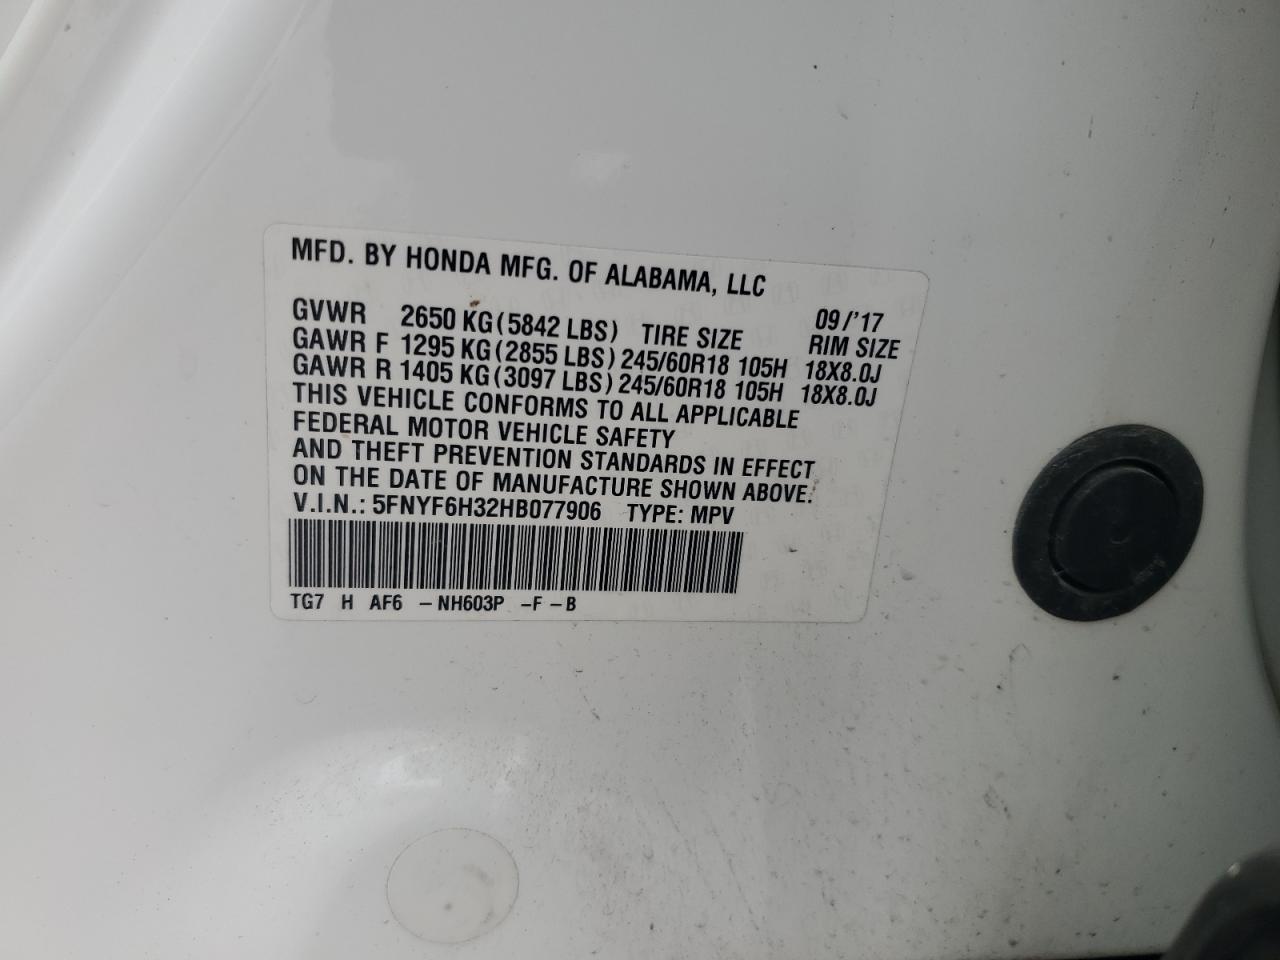 MFD. BY HONDA MFG. OF ALABAMA, LLC
09/'17
GVWR 2650 KG(5842 LBS) TIRE SIZE RIM SIZE
GAWR F 1295 KG(2855 LBS) 245/60R18 105H 18X8.0J
GAWR R 1405 KG(3097 LBS) 245/60R18 105H 18X8.0J
THIS VEHICLE CONFORMS TO ALL APPLICABLE
FEDERAL MOTOR VEHICLE SAFETY
AND THEFT PREVENTION STANDARDS IN EFFECT
ON THE DATE OF MANUFACTURE SHOWN ABOVE.
V.I.N.: 5FNYF6H32HB077906 TYPE: MPV
TG7 H AF6 -NH603P -F-B